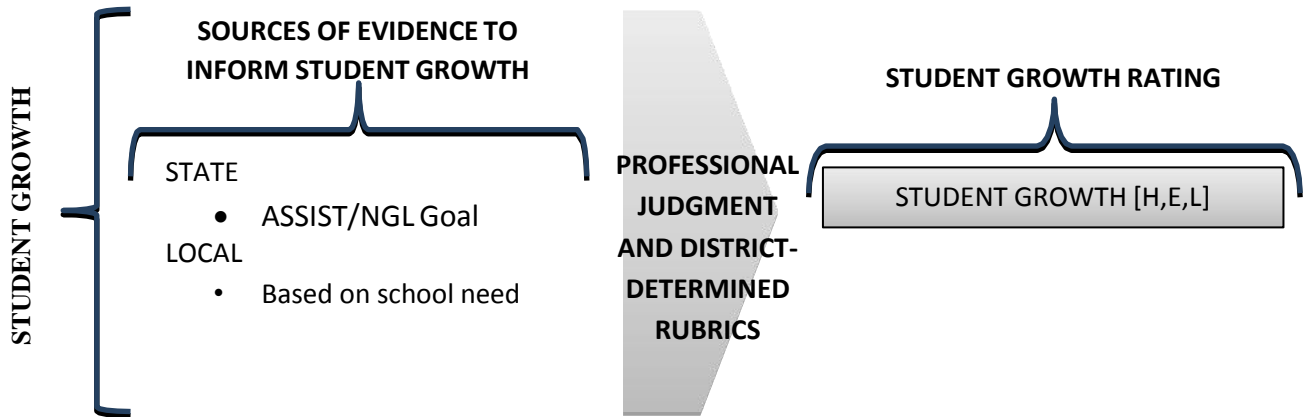 STUDENT GROWTH
SOURCES OF EVIDENCE TO
INFORM STUDENT GROWTH
STATE
● ASSIST/NGL Goal
LOCAL
• Based on school need
PROFESSIONAL
JUDGMENT
AND DISTRICT-
DETERMINED
RUBRICS
STUDENT GROWTH RATING
STUDENT GROWTH [H,E,L]